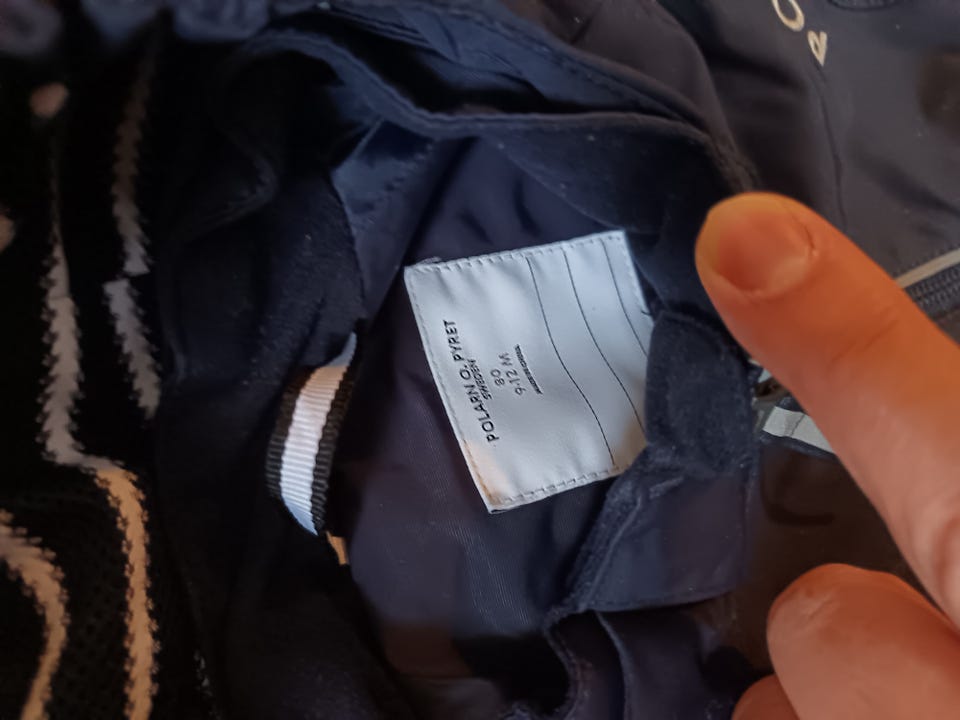 POLARN O. PYRET
SWEDEN
80
9-12 M